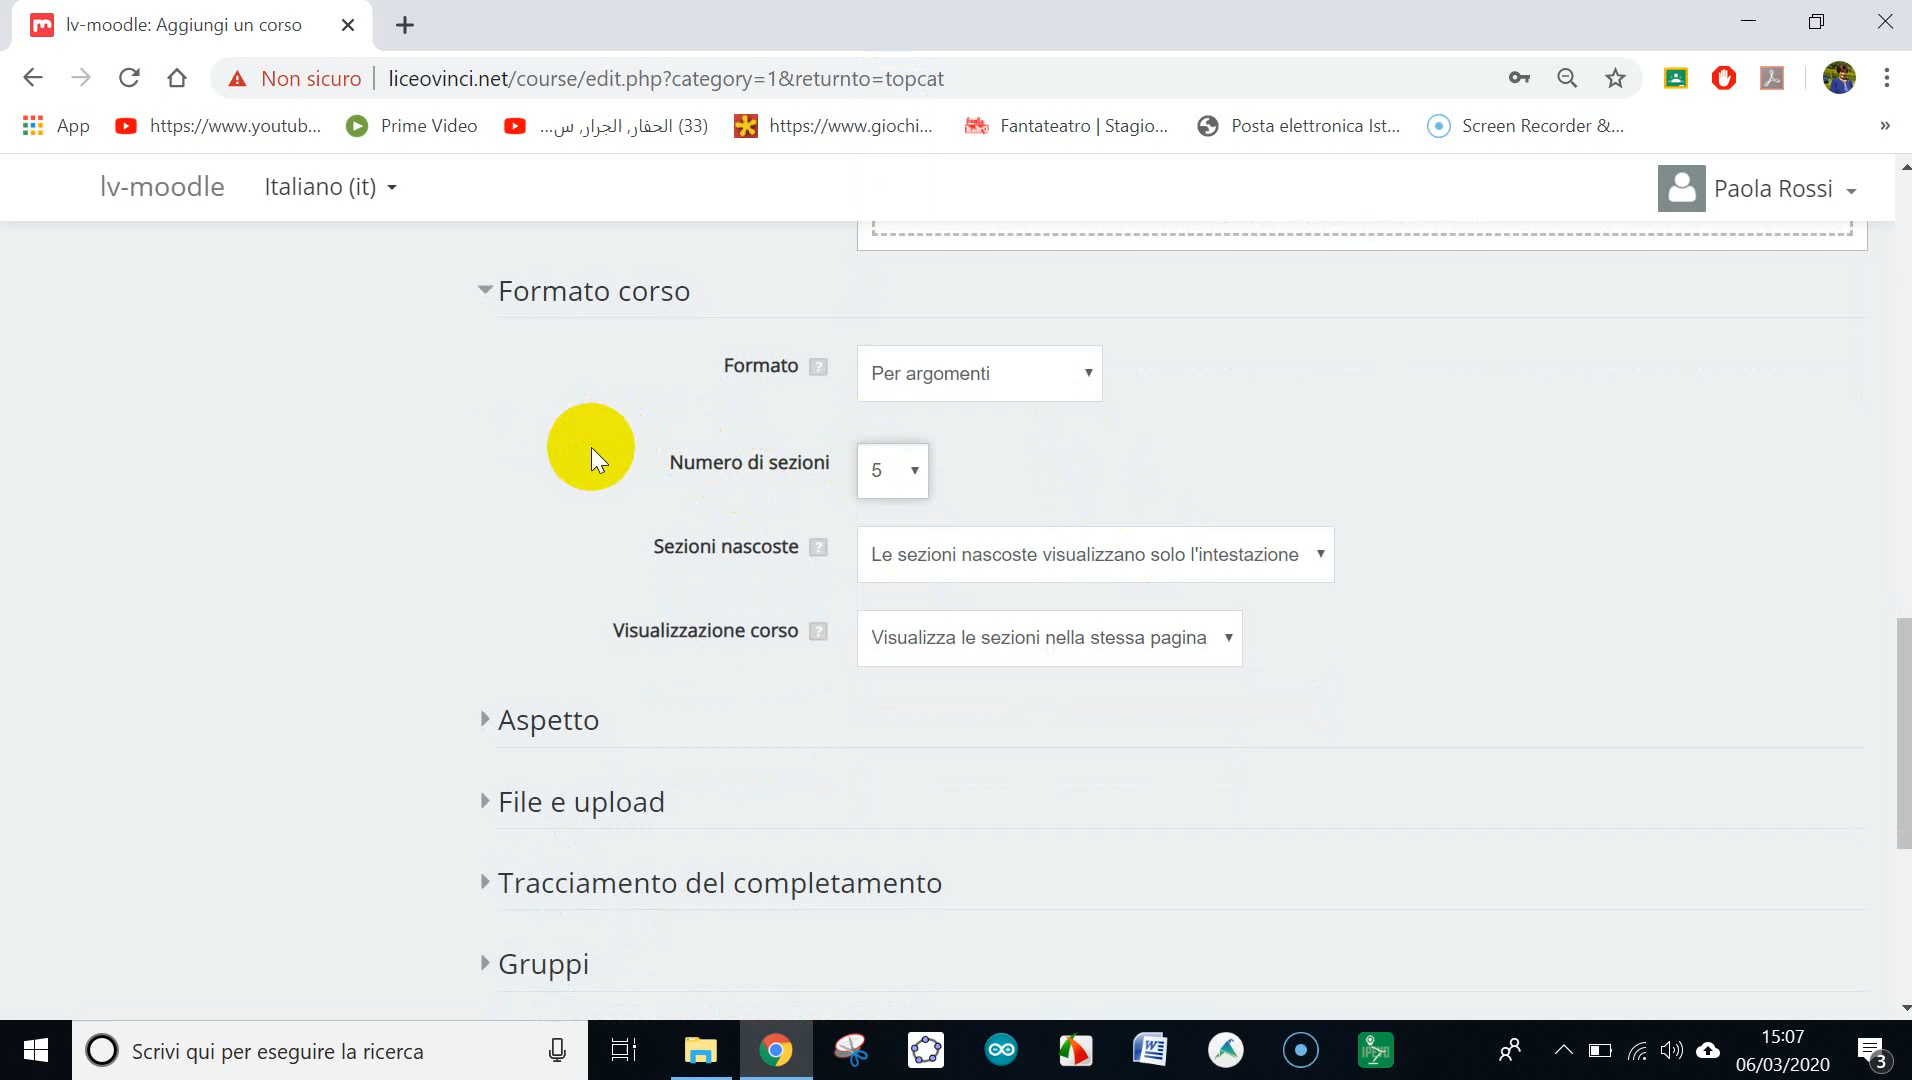 lv-moodle: Aggiungi un corso
Non sicuro | liceovinci.net/course/edit.php?category=1&returnto=topcat
App https://www.youtub... Prime Video (33) الحفار, الجرار, س... https://www.giochi... Fantateatro | Stagio... Posta elettronica Ist... Screen Recorder &... »
lv-moodle Italiano (it) Paola Rossi
Formato corso
Formato ? Per argomenti
Numero di sezioni 5
Sezioni nascoste ? Le sezioni nascoste visualizzano solo l'intestazione
Visualizzazione corso ? Visualizza le sezioni nella stessa pagina
Aspetto
File e upload
Tracciamento del completamento
Gruppi
Scrivi qui per eseguire la ricerca
IPEVO
15:07
06/03/2020
3